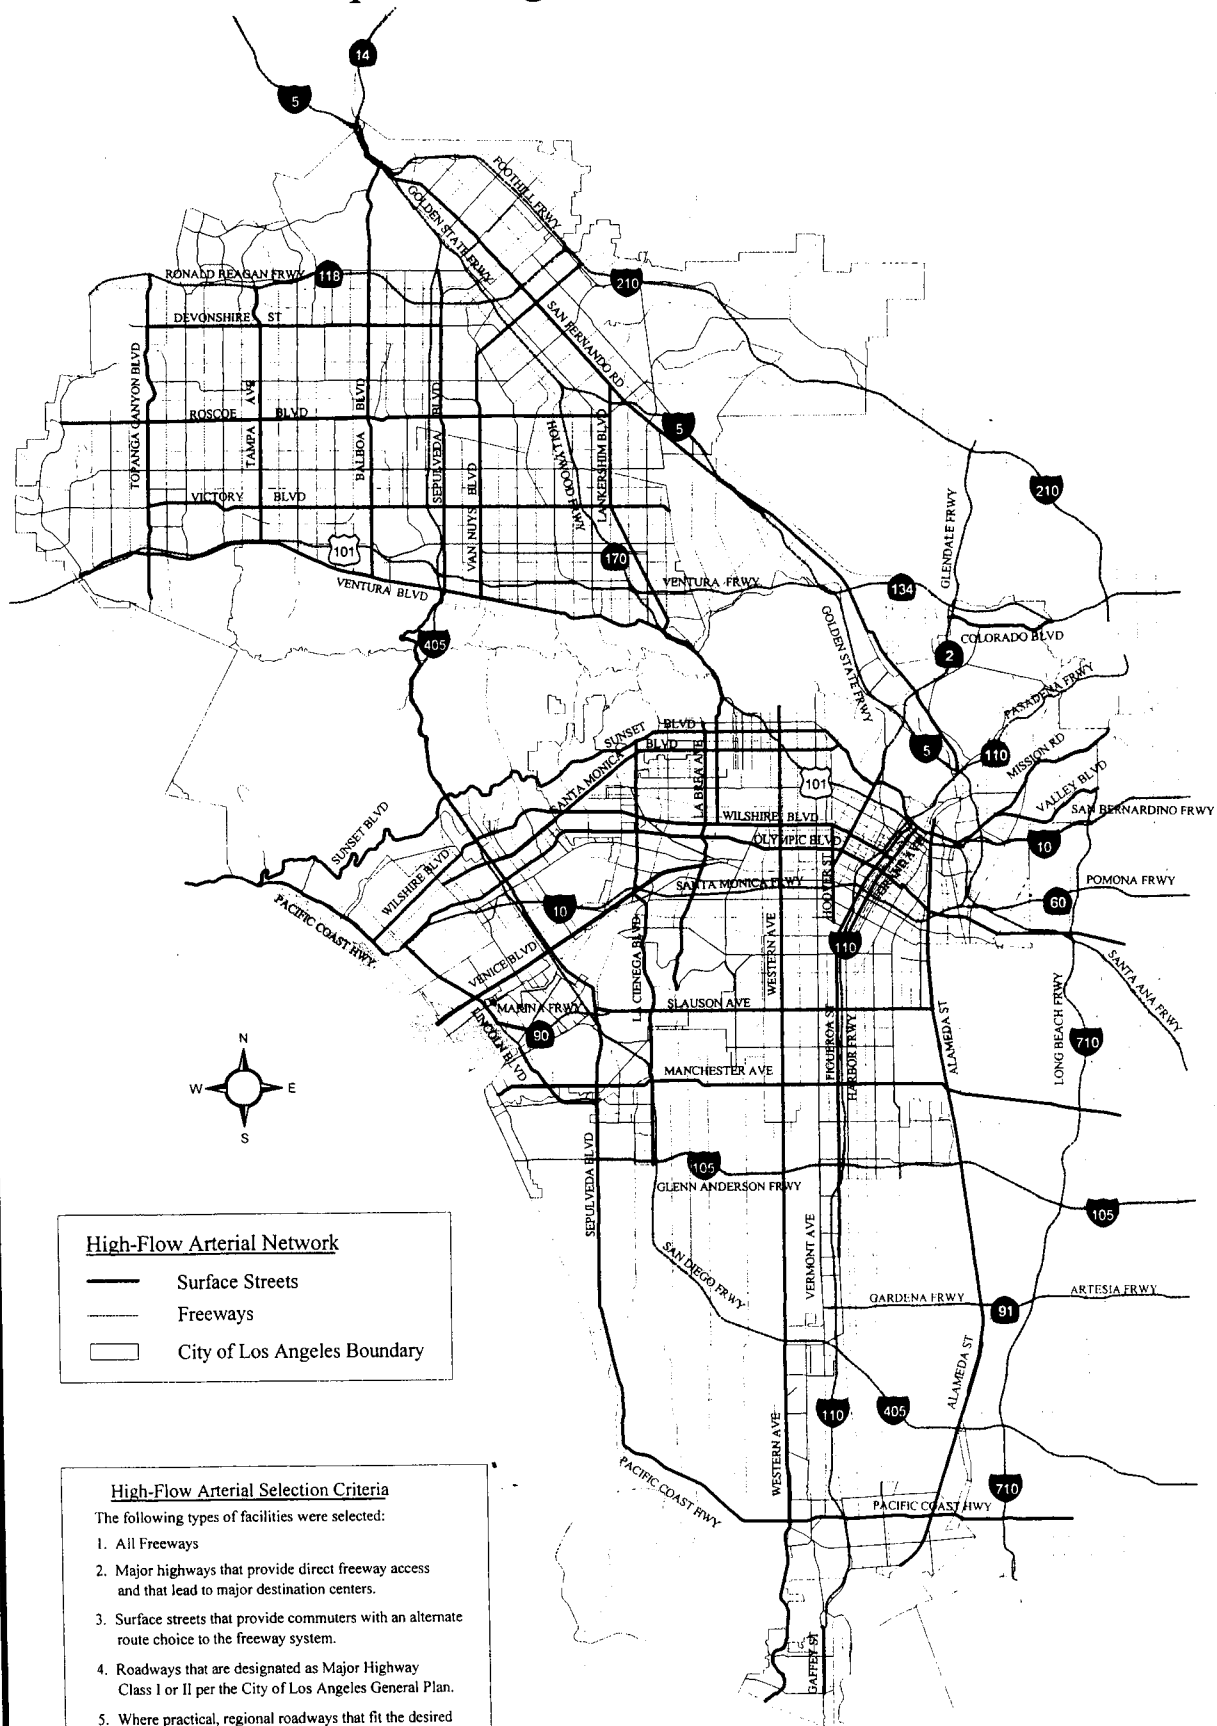 14
5
FOOTHILL FRWY
GOLDEN STATE FRWY
RONALD REAGAN FRWY
118
210
DEVONSHIRE ST
SAN FERNANDO RD
TOPANGA CANYON BLVD
TAMPA AVE
BALBOA BLVD
SEPULVEDA BLVD
ROSCOE BLVD
5
HOLLYWOOD FRWY
LANKERSHIM BLVD
VAN NUYS BLVD
VICTORY BLVD
210
GLENDALE FRWY
101
170
VENTURA FRWY
134
VENTURA BLVD
405
GOLDEN STATE FRWY
COLORADO BLVD
2
PASADENA FRWY
SUNSET BLVD
SANTA MONICA BLVD
LA BREA AVE
5
110
MISSION RD
101
VALLEY BLVD
SAN BERNARDINO FRWY
SUNSET BLVD
WILSHIRE BLVD
OLYMPIC BLVD
10
WILSHIRE BLVD
HOOVER ST
GRAND AVE
SANTA MONICA FRWY
POMONA FRWY
60
PACIFIC COAST HWY
10
110
VENICE BLVD
LA CIENEGA BLVD
WESTERN AVE
SANTA ANA FRWY
MARINA FRWY
SLAUSON AVE
LINCOLN BLVD
90
FIGUEROA ST
HARBOR FRWY
ALAMEDA ST
LONG BEACH FRWY
710
N
W E
S
MANCHESTER AVE
SEPULVEDA BLVD
105
GLENN ANDERSON FRWY
105
SAN DIEGO FRWY
VERMONT AVE
GARDENA FRWY
91
ARTESIA FRWY
ALAMEDA ST
110
405
WESTERN AVE
PACIFIC COAST HWY
PACIFIC COAST HWY
710
GAFFEY ST
High-Flow Arterial Network
Surface Streets
Freeways
City of Los Angeles Boundary
High-Flow Arterial Selection Criteria
The following types of facilities were selected:
1. All Freeways
2. Major highways that provide direct freeway access
and that lead to major destination centers.
3. Surface streets that provide commuters with an alternate
route choice to the freeway system.
4. Roadways that are designated as Major Highway
Class I or II per the City of Los Angeles General Plan.
5. Where practical, regional roadways that fit the desired